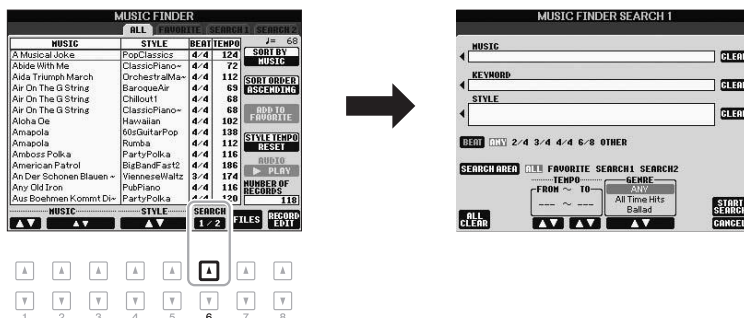 MUSIC FINDER
ALL FAVORITE SEARCH 1 SEARCH 2
MUSIC STYLE BEAT TEMPO
♩= 68
A Musical Joke PopClassics 4/4 124
Abide With Me ClassicPiano~ 4/4 72
Aida Triumph March OrchestralMa~ 4/4 112
Air On The G String BaroqueAir 4/4 69
Air On The G String Chillout1 4/4 68
Air On The G String ClassicPiano~ 4/4 68
Aloha Oe Hawaiian 4/4 102
Amapola 60sGuitarPop 4/4 138
Amapola Rumba 4/4 112
Amboss Polka PartyPolka 4/4 116
American Patrol BigBandFast2 4/4 186
An Der Schonen Blauen ~ VienneseWaltz 3/4 174
Any Old Iron PubPiano 4/4 116
Aus Boehmen Kommt Di~ PartyPolka 4/4 120
SORT BY
MUSIC
SORT ORDER
ASCENDING
ADD TO
FAVORITE
STYLE TEMPO
RESET
AUDIO
▶ PLAY
NUMBER OF
RECORDS
118
MUSIC STYLE SEARCH
▲▼ ▲▼ ▲▼ 1/2 FILES RECORD
EDIT
1 2 3 4 5 6 7 8
MUSIC FINDER SEARCH 1
MUSIC
CLEAR
KEYWORD
STYLE
CLEAR
BEAT ANY 2/4 3/4 4/4 6/8 OTHER
SEARCH AREA ALL FAVORITE SEARCH1 SEARCH2
TEMPO GENRE
FROM ~ TO ANY
--- ~ --- All Time Hits
Ballad
ALL
CLEAR
▲▼ ▲▼ ▲▼
START
SEARCH
CANCEL